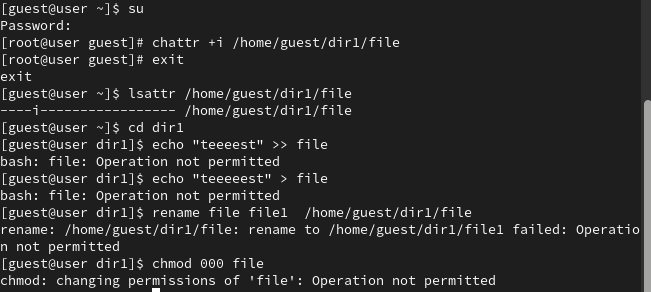 [guest@user ~]$ su
Password:
[root@user guest]# chattr +i /home/guest/dir1/file
[root@user guest]# exit
exit
[guest@user ~]$ lsattr /home/guest/dir1/file
----i----------------- /home/guest/dir1/file
[guest@user ~]$ cd dir1
[guest@user dir1]$ echo "teeeest" >> file
bash: file: Operation not permitted
[guest@user dir1]$ echo "teeeeest" > file
bash: file: Operation not permitted
[guest@user dir1]$ rename file file1  /home/guest/dir1/file
rename: /home/guest/dir1/file: rename to /home/guest/dir1/file1 failed: Operatio
n not permitted
[guest@user dir1]$ chmod 000 file
chmod: changing permissions of 'file': Operation not permitted